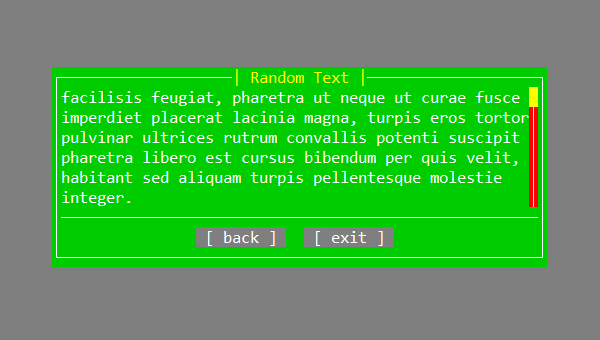 Random Text
facilisis feugiat, pharetra ut neque ut curae fusce
imperdiet placerat lacinia magna, turpis eros tortor
pulvinar ultrices rutrum convallis potenti suscipit
pharetra libero est cursus bibendum per quis velit,
habitant sed aliquam turpis pellentesque molestie
integer.
[ back ] [ exit ]